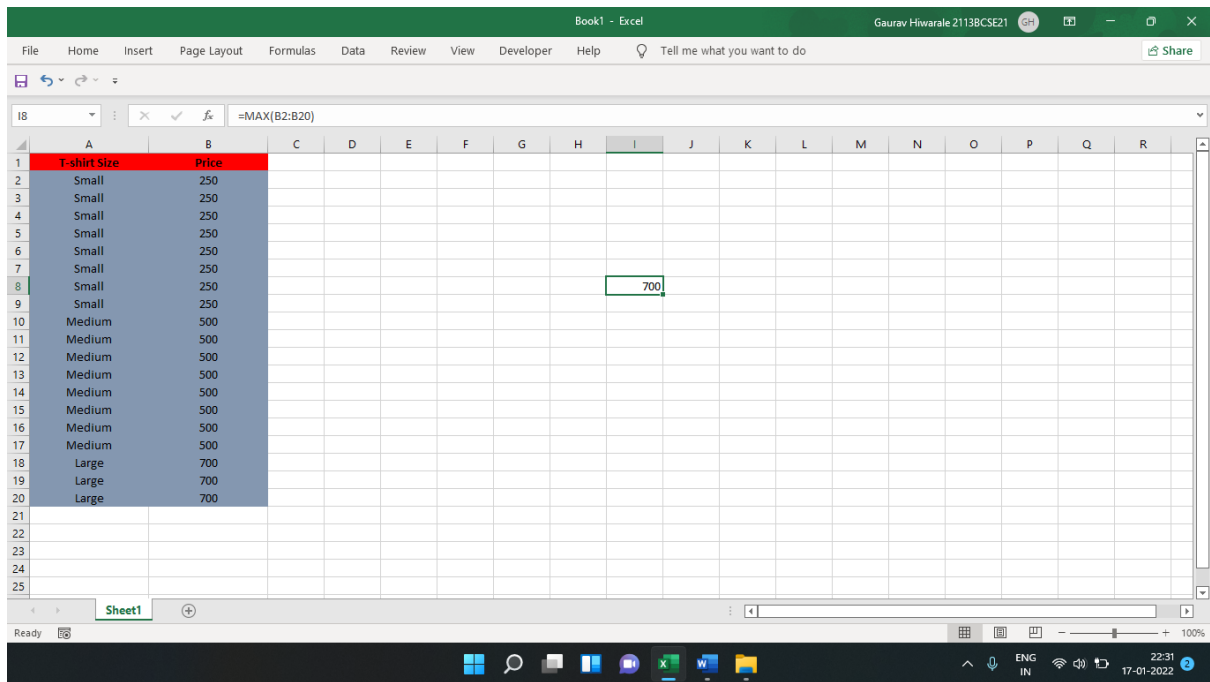 Book1 - Excel
Gaurav Hiwarale 2113BCSE21 GH
File Home Insert Page Layout Formulas Data Review View Developer Help Tell me what you want to do Share
I8 fx =MAX(B2:B20)
A B C D E F G H I J K L M N O P Q R
1 T-shirt Size Price
2 Small 250
3 Small 250
4 Small 250
5 Small 250
6 Small 250
7 Small 250
8 Small 250 700
9 Small 250
10 Medium 500
11 Medium 500
12 Medium 500
13 Medium 500
14 Medium 500
15 Medium 500
16 Medium 500
17 Medium 500
18 Large 700
19 Large 700
20 Large 700
21
22
23
24
25
Sheet1
Ready 100%
ENG 22:31
IN 17-01-2022 2